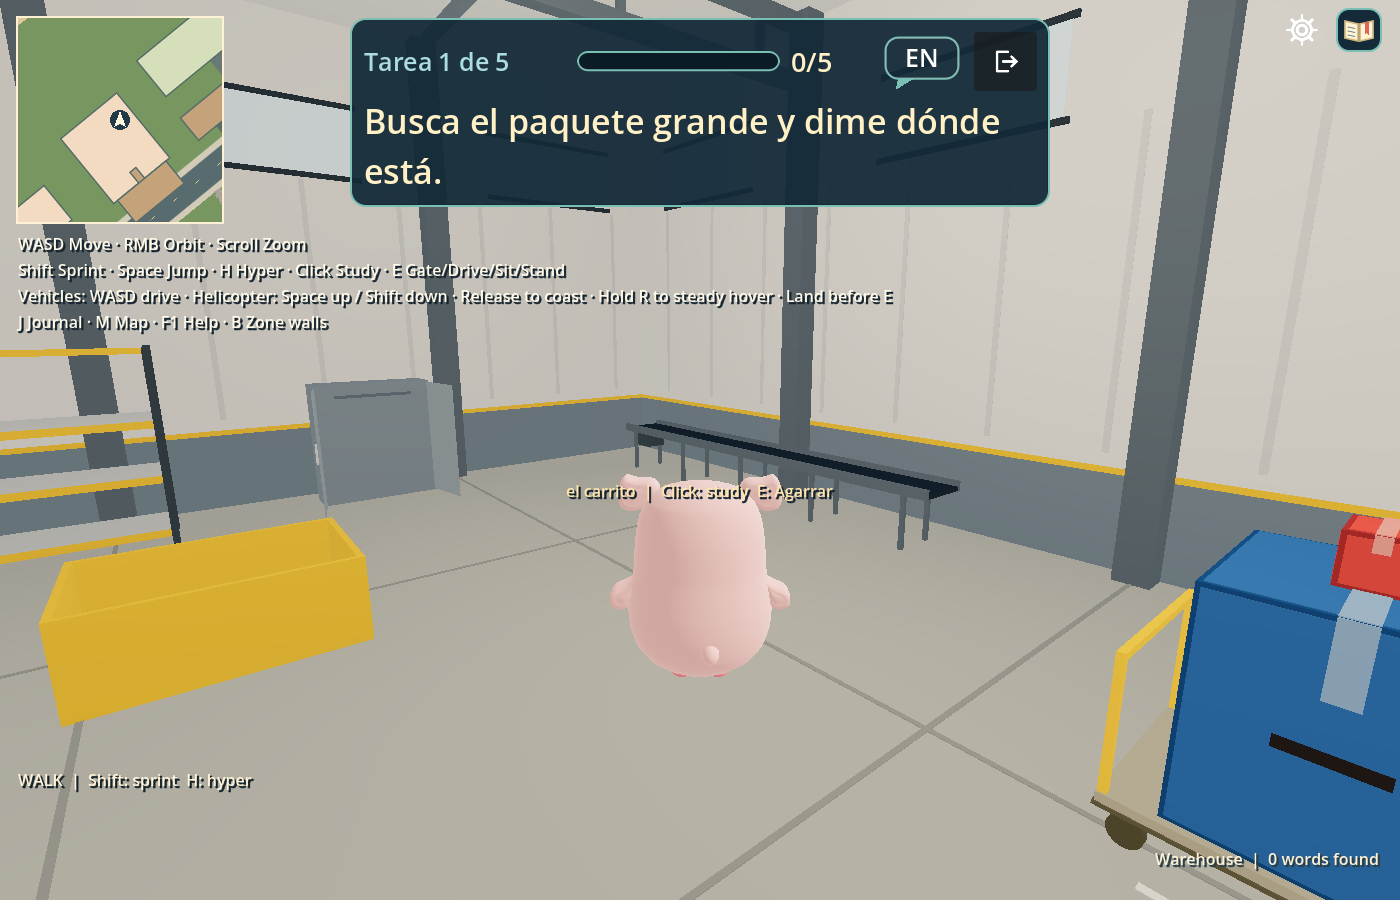 Tarea 1 de 5
0/5
EN
Busca el paquete grande y dime dónde
está.
WASD Move · RMB Orbit · Scroll Zoom
Shift Sprint · Space Jump · H Hyper · Click Study · E Gate/Drive/Sit/Stand
Vehicles: WASD drive · Helicopter: Space up / Shift down · Release to coast · Hold R to steady hover · Land before E
J Journal · M Map · F1 Help · B Zone walls
el carrito | Click: study E: Agarrar
WALK | Shift: sprint H: hyper
Warehouse | 0 words found